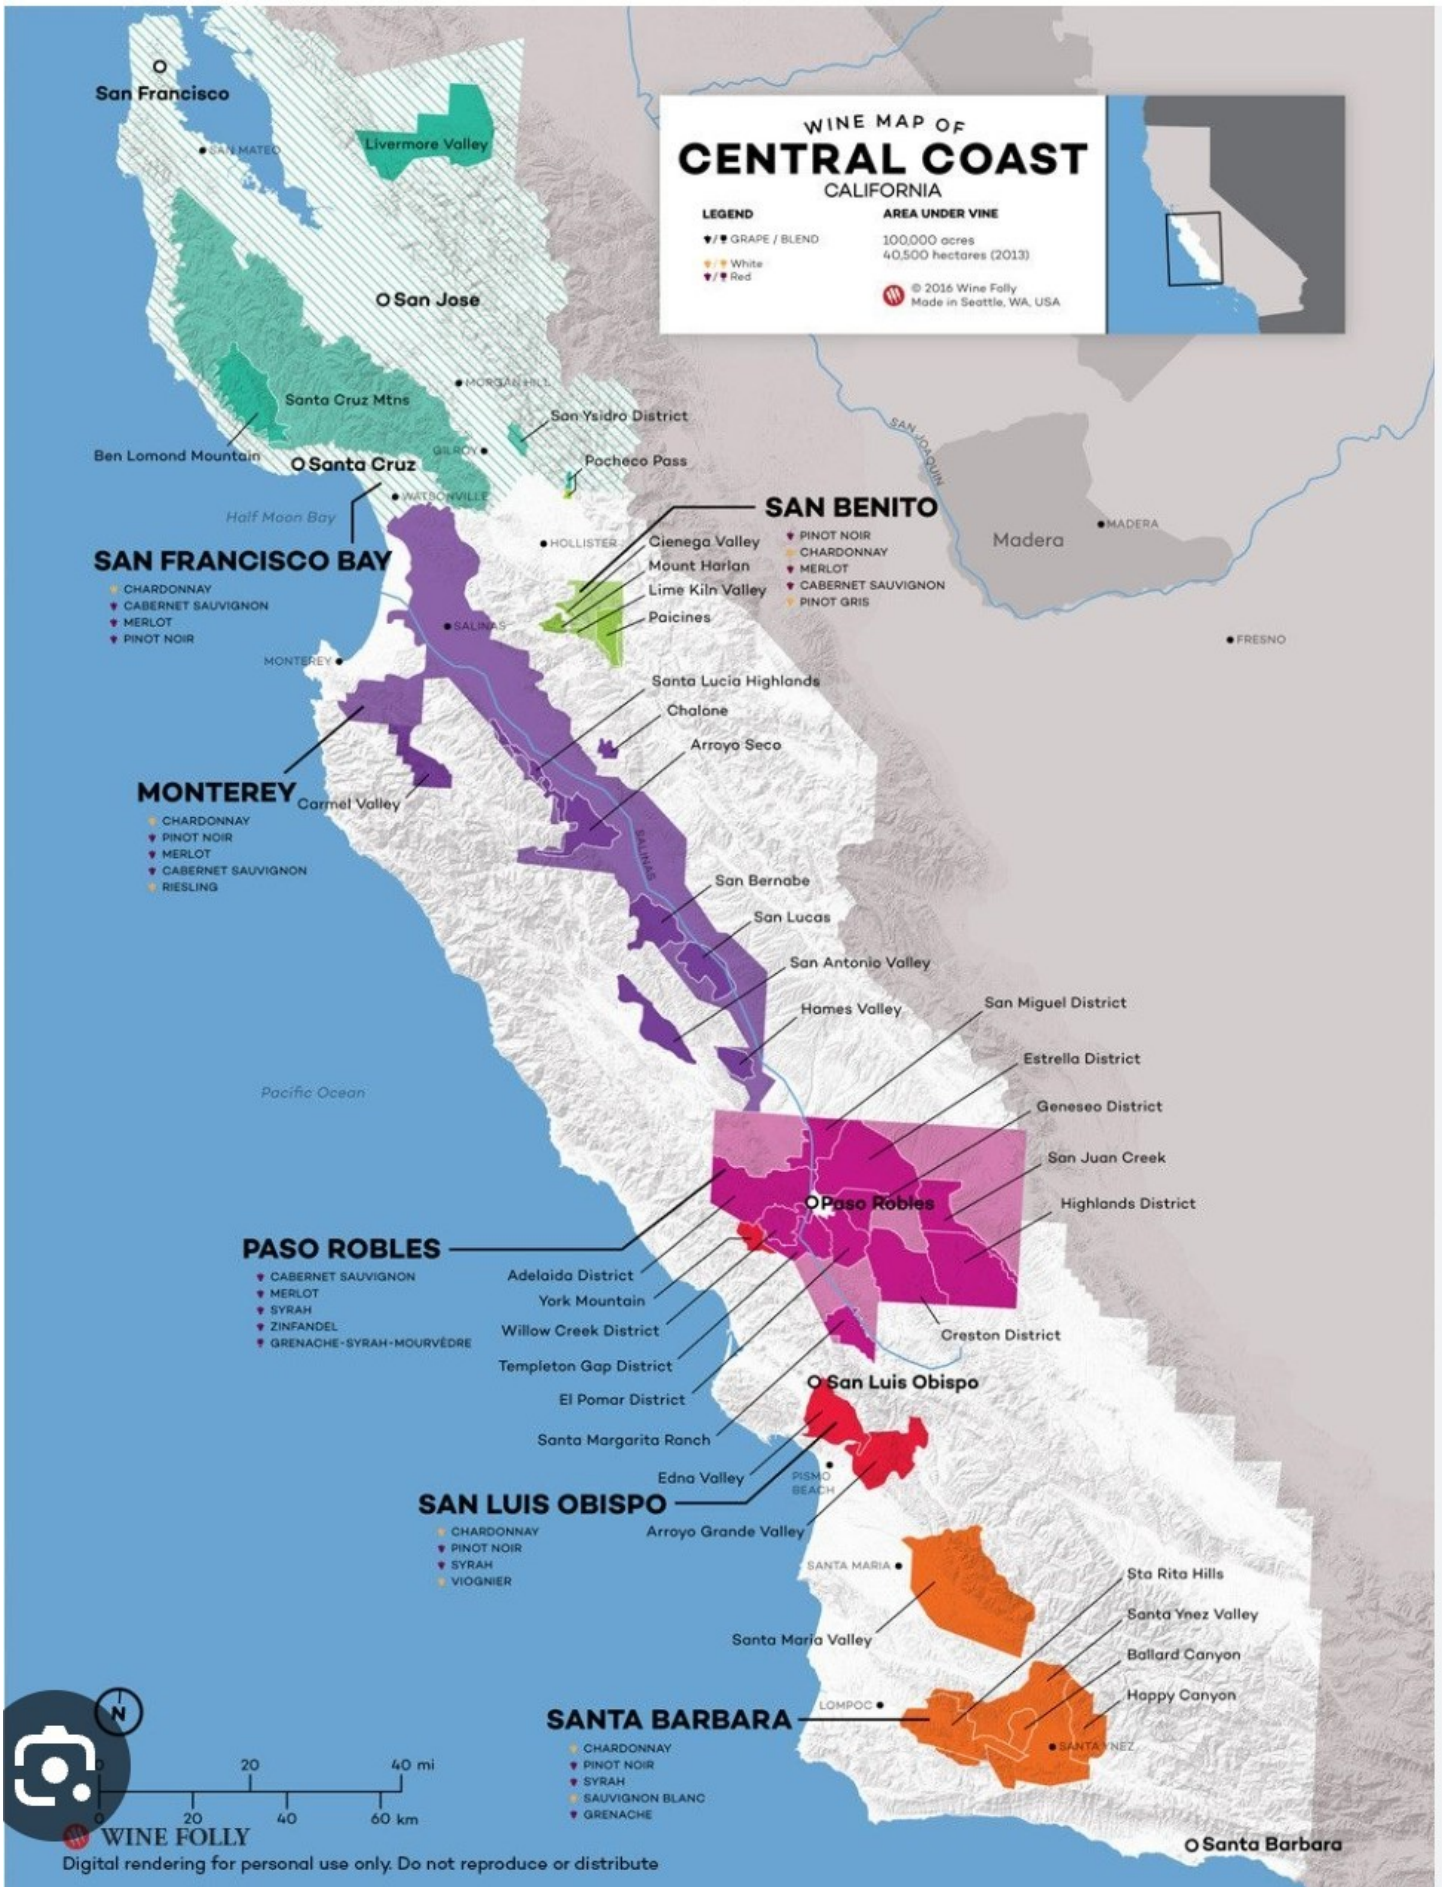 San Francisco
SAN MATEO
Livermore Valley
WINE MAP OF
CENTRAL COAST
CALIFORNIA
LEGEND
/ GRAPE / BLEND
/ White
/ Red
AREA UNDER VINE
100,000 acres
40,500 hectares (2013)
© 2016 Wine Folly
Made in Seattle, WA, USA
San Jose
MORGAN HILL
Santa Cruz Mtns
San Ysidro District
Ben Lomond Mountain
GILROY
Santa Cruz
Pacheco Pass
WATSONVILLE
Half Moon Bay
SAN JOAQUIN
MADERA
Madera
FRESNO
SAN FRANCISCO BAY
CHARDONNAY
CABERNET SAUVIGNON
MERLOT
PINOT NOIR
HOLLISTER
SAN BENITO
PINOT NOIR
CHARDONNAY
MERLOT
CABERNET SAUVIGNON
PINOT GRIS
Cienega Valley
Mount Harlan
Lime Kiln Valley
Paicines
SALINAS
MONTEREY
Santa Lucia Highlands
Chalone
Arroyo Seco
MONTEREY
CHARDONNAY
PINOT NOIR
MERLOT
CABERNET SAUVIGNON
RIESLING
Carmel Valley
SALINAS
San Bernabe
San Lucas
San Antonio Valley
Hames Valley
Pacific Ocean
San Miguel District
Estrella District
Geneseo District
San Juan Creek
Highlands District
Paso Robles
PASO ROBLES
CABERNET SAUVIGNON
MERLOT
SYRAH
ZINFANDEL
GRENACHE-SYRAH-MOURVÈDRE
Adelaida District
York Mountain
Willow Creek District
Templeton Gap District
El Pomar District
Santa Margarita Ranch
Creston District
San Luis Obispo
Edna Valley
PISMO
BEACH
SAN LUIS OBISPO
CHARDONNAY
PINOT NOIR
SYRAH
VIOGNIER
Arroyo Grande Valley
SANTA MARIA
Santa Maria Valley
Sta Rita Hills
Santa Ynez Valley
Ballard Canyon
Happy Canyon
LOMPOC
SANTA YNEZ
SANTA BARBARA
CHARDONNAY
PINOT NOIR
SYRAH
SAUVIGNON BLANC
GRENACHE
Santa Barbara
N
0 20 40 mi
0 20 40 60 km
WINE FOLLY
Digital rendering for personal use only. Do not reproduce or distribute